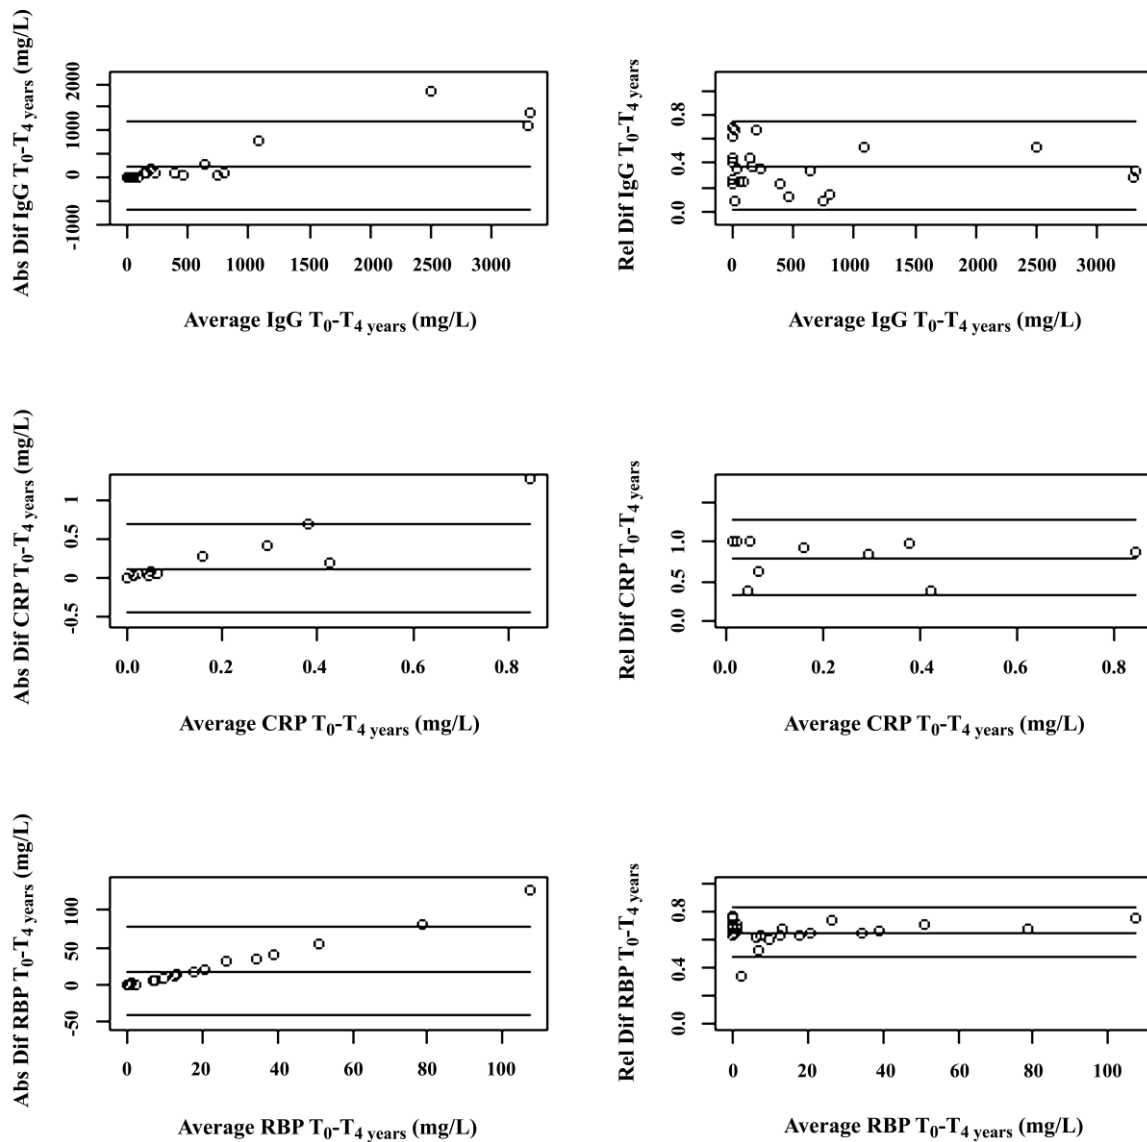 Abs Dif IgG T0-T4 years (mg/L)
2000
1000
0
-1000
0 500 1000 1500 2000 2500 3000
Average IgG T0-T4 years (mg/L)
Rel Dif IgG T0-T4 years
0.8
0.4
0.0
0 500 1000 1500 2000 2500 3000
Average IgG T0-T4 years (mg/L)
Abs Dif CRP T0-T4 years (mg/L)
1
0.5
0
-0.5
0.0 0.2 0.4 0.6 0.8
Average CRP T0-T4 years (mg/L)
Rel Dif CRP T0-T4 years
1.0
0.5
0.0
0.0 0.2 0.4 0.6 0.8
Average CRP T0-T4 years (mg/L)
Abs Dif RBP T0-T4 years (mg/L)
100
50
0
-50
0 20 40 60 80 100
Average RBP T0-T4 years (mg/L)
Rel Dif RBP T0-T4 years
0.8
0.4
0.0
0 20 40 60 80 100
Average RBP T0-T4 years (mg/L)